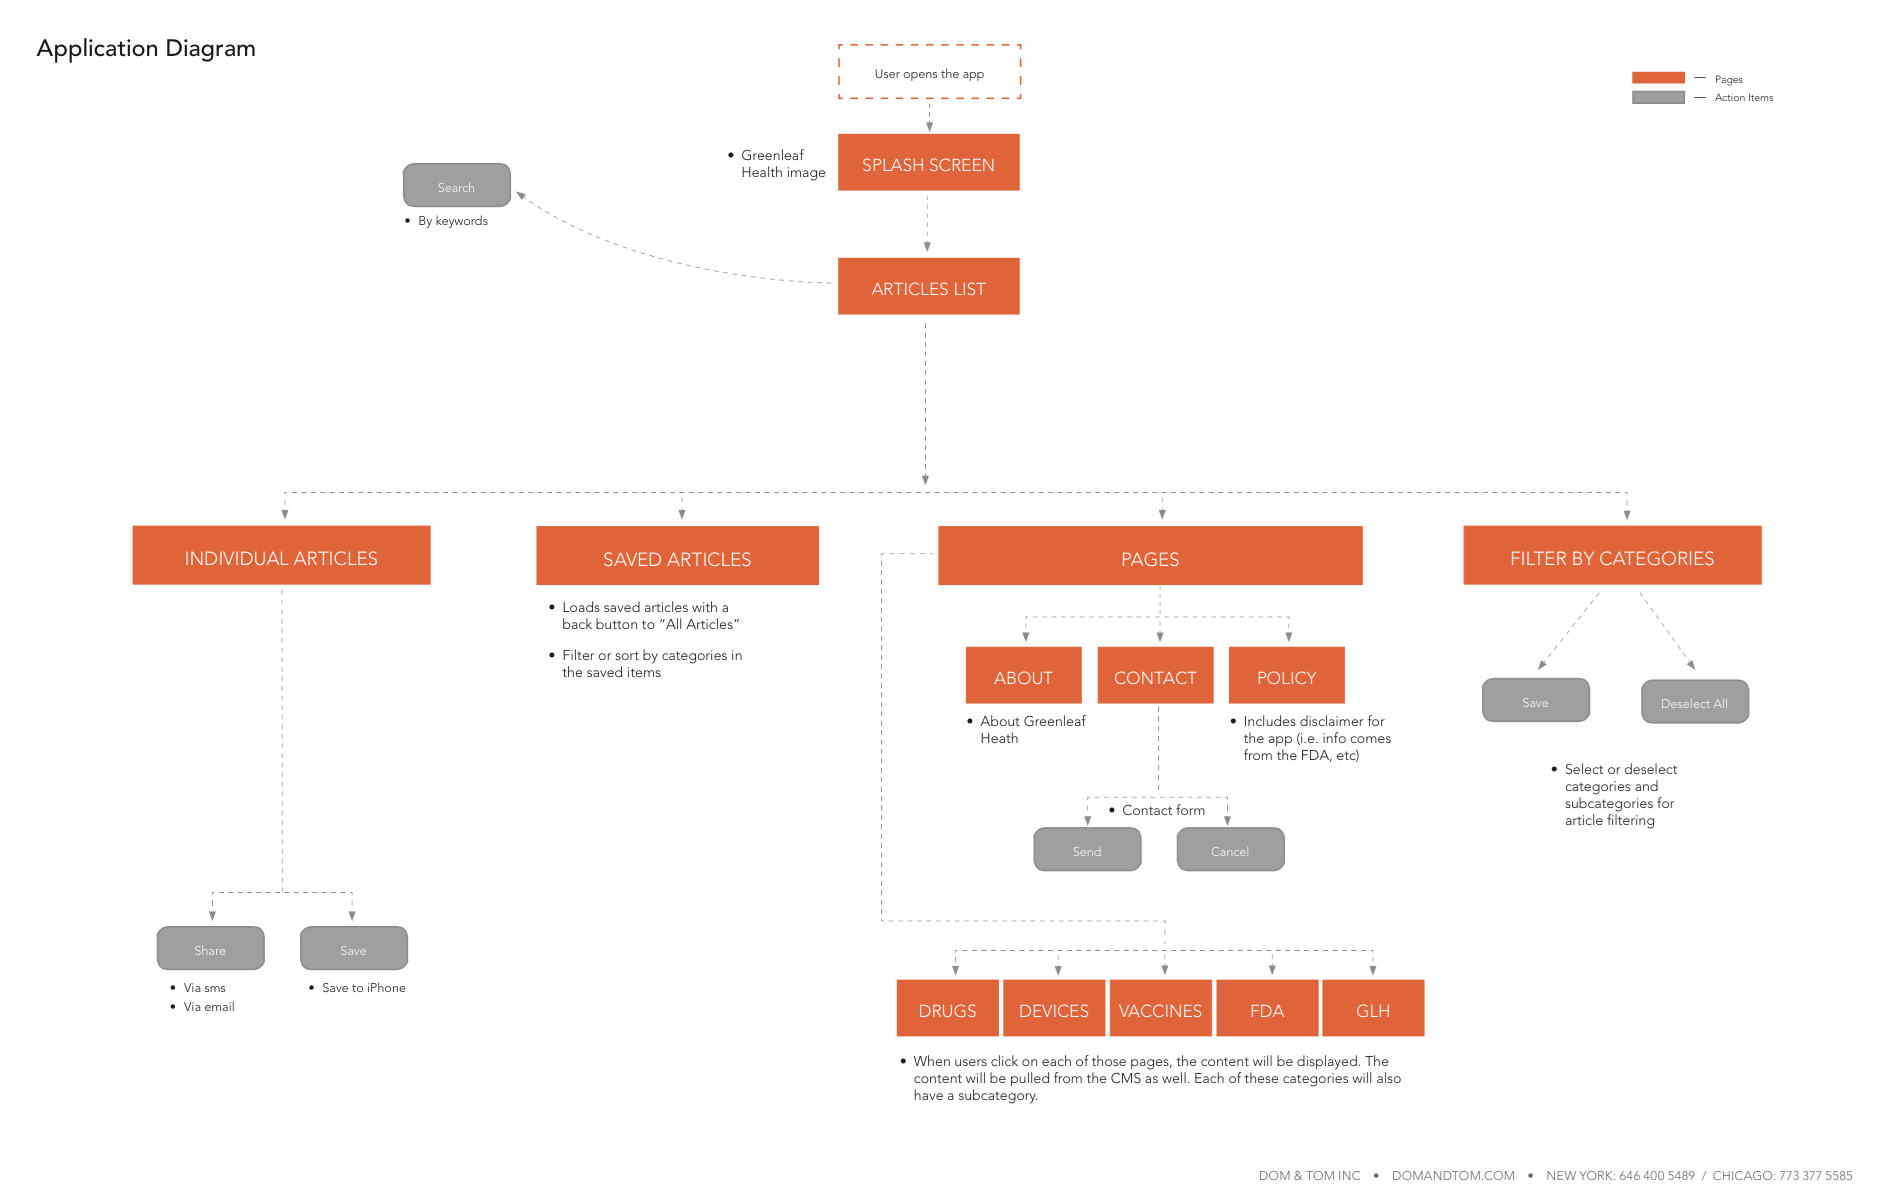 Application Diagram
User opens the app
— Pages
— Action Items
• Greenleaf
Health image
SPLASH SCREEN
Search
• By keywords
ARTICLES LIST
INDIVIDUAL ARTICLES
SAVED ARTICLES
PAGES
FILTER BY CATEGORIES
• Loads saved articles with a
back button to “All Articles”
• Filter or sort by categories in
the saved items
ABOUT
CONTACT
POLICY
• About Greenleaf
Heath
• Includes disclaimer for
the app (i.e. info comes
from the FDA, etc)
Save
Deselect All
• Select or deselect
categories and
subcategories for
article filtering
• Contact form
Send
Cancel
Share
Save
• Via sms
• Via email
• Save to iPhone
DRUGS
DEVICES
VACCINES
FDA
GLH
• When users click on each of those pages, the content will be displayed. The
content will be pulled from the CMS as well. Each of these categories will also
have a subcategory.
DOM & TOM INC • DOMANDTOM.COM • NEW YORK: 646 400 5489 / CHICAGO: 773 377 5585